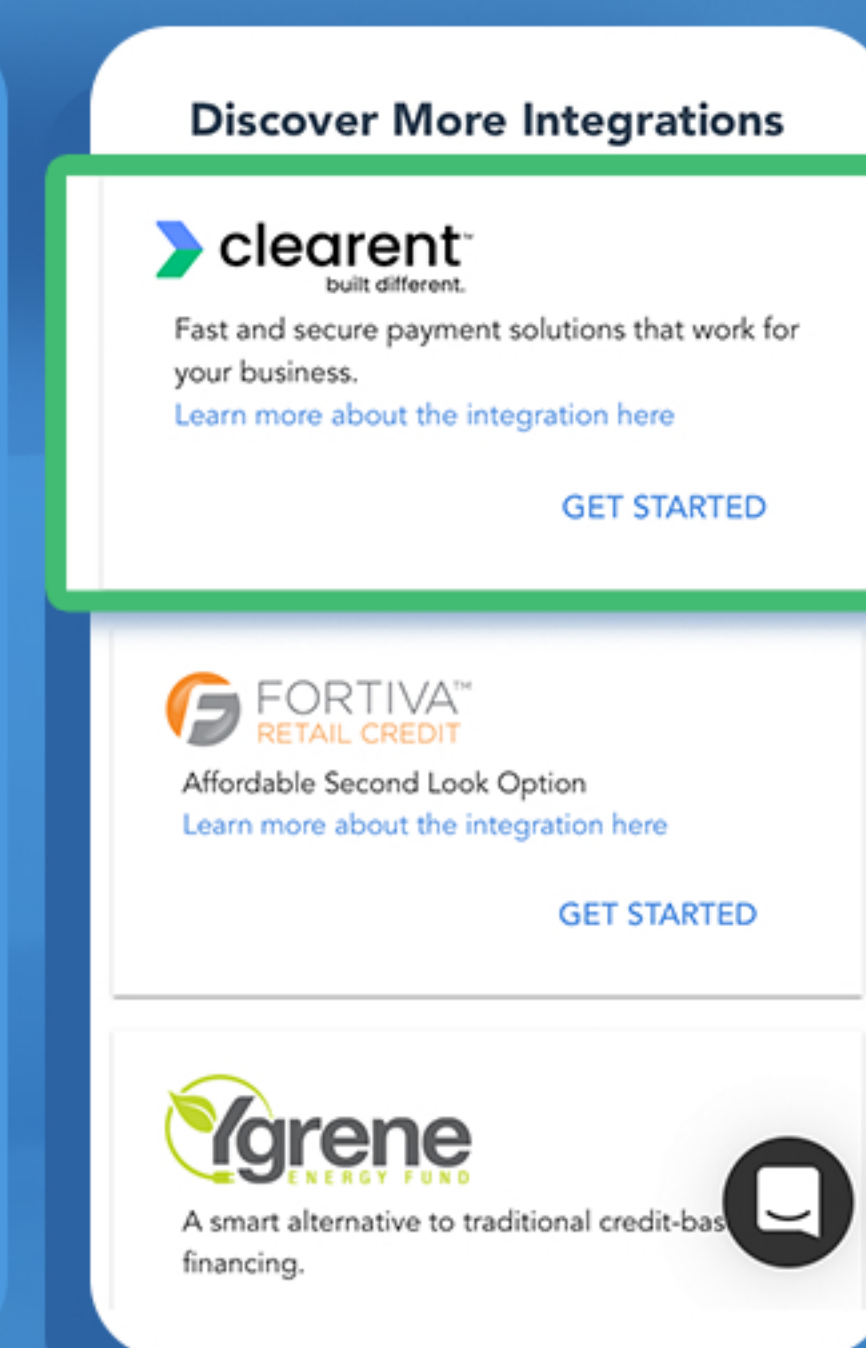 Discover More Integrations
clearent™
built different.
Fast and secure payment solutions that work for
your business.
Learn more about the integration here
GET STARTED
FORTIVA™
RETAIL CREDIT
Affordable Second Look Option
Learn more about the integration here
GET STARTED
Ygrene
ENERGY FUND
A smart alternative to traditional credit-bas
financing.